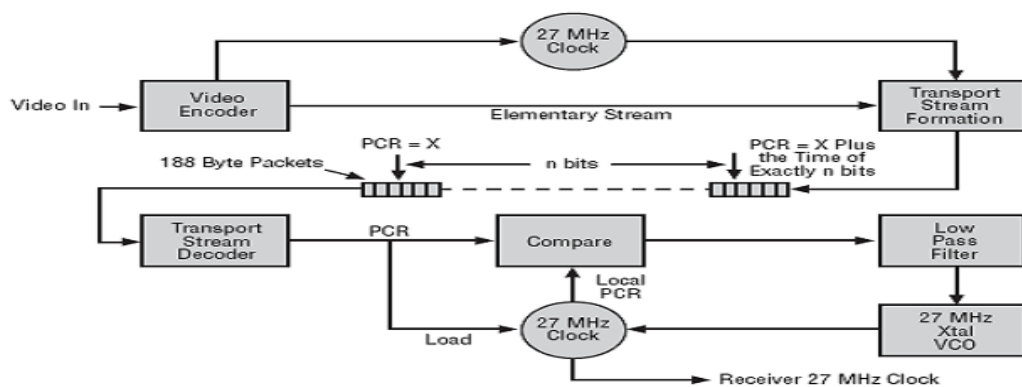 27 MHz
Clock
Video In
Video
Encoder
Elementary Stream
Transport
Stream
Formation
PCR = X
188 Byte Packets
n bits
PCR = X Plus
the Time of
Exactly n bits
Transport
Stream
Decoder
PCR
Compare
Low
Pass
Filter
Local
PCR
Load
27 MHz
Clock
27 MHz
Xtal
VCO
Receiver 27 MHz Clock